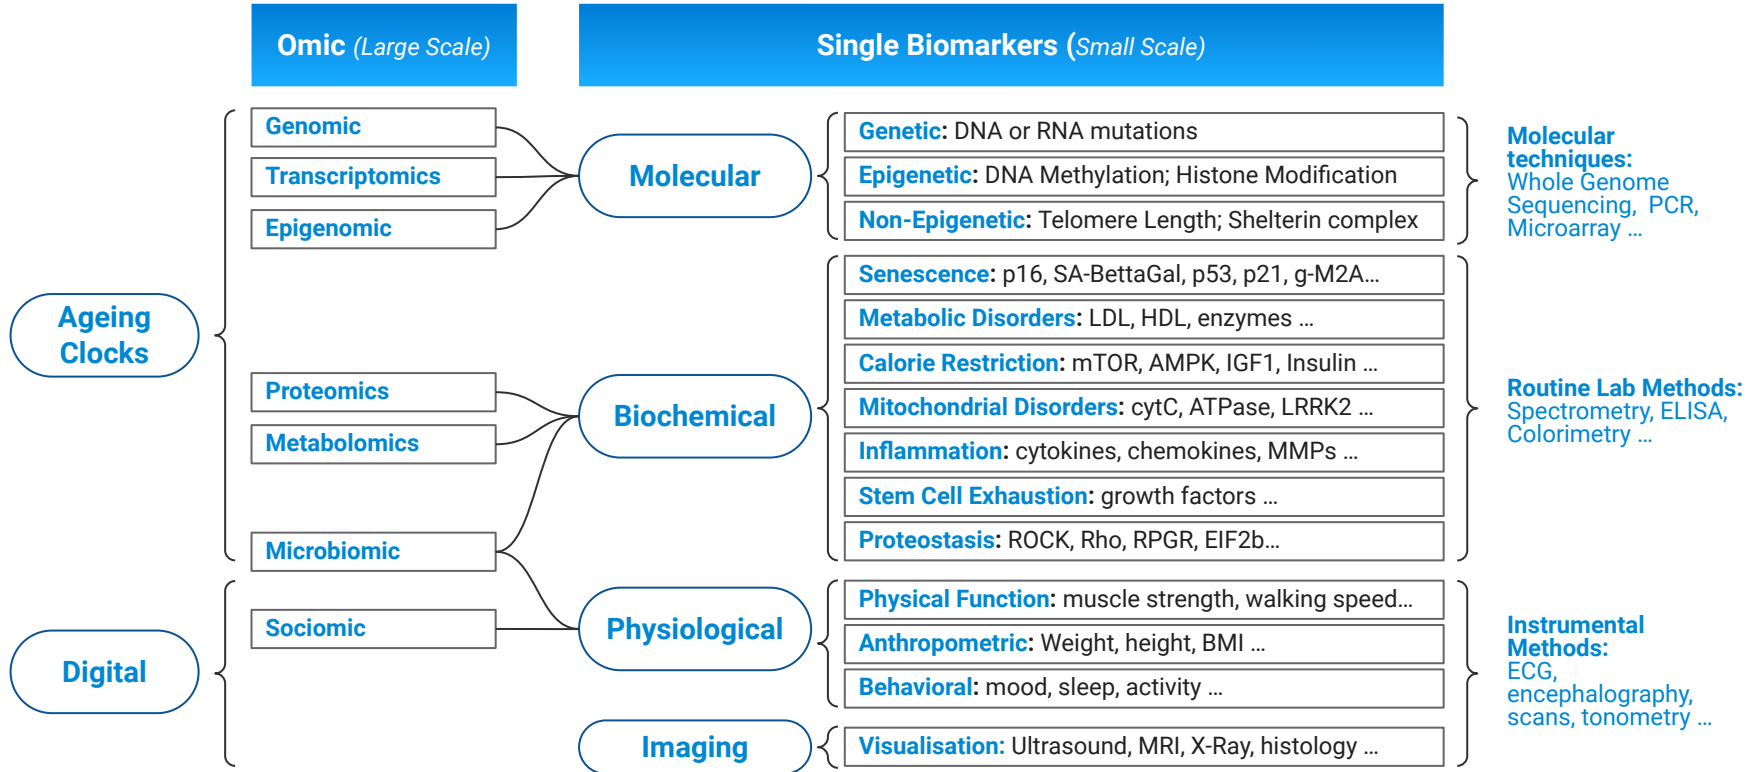 Omic (Large Scale)
Single Biomarkers (Small Scale)
Ageing
Clocks
Digital
Genomic
Transcriptomics
Epigenomic
Proteomics
Metabolomics
Microbiomic
Sociomic
Molecular
Genetic: DNA or RNA mutations
Epigenetic: DNA Methylation; Histone Modification
Non-Epigenetic: Telomere Length; Shelterin complex
Molecular
techniques:
Whole Genome
Sequencing, PCR,
Microarray ...
Biochemical
Senescence: p16, SA-BettaGal, p53, p21, g-M2A...
Metabolic Disorders: LDL, HDL, enzymes ...
Calorie Restriction: mTOR, AMPK, IGF1, Insulin ...
Mitochondrial Disorders: cytC, ATPase, LRRK2 ...
Inflammation: cytokines, chemokines, MMPs ...
Stem Cell Exhaustion: growth factors ...
Proteostasis: ROCK, Rho, RPGR, EIF2b...
Routine Lab Methods:
Spectrometry, ELISA,
Colorimetry ...
Physiological
Physical Function: muscle strength, walking speed...
Anthropometric: Weight, height, BMI ...
Behavioral: mood, sleep, activity ...
Imaging
Visualisation: Ultrasound, MRI, X-Ray, histology ...
Instrumental
Methods:
ECG,
encephalography,
scans, tonometry ...